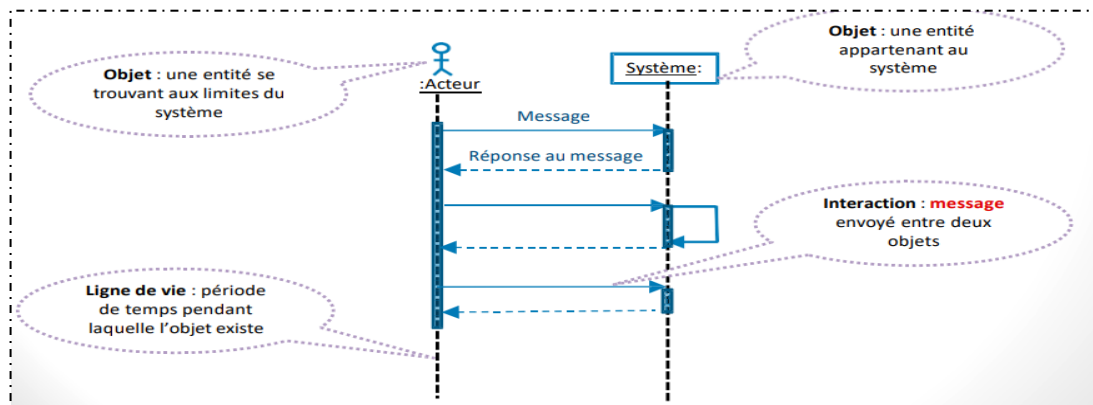 Objet : une entité se
trouvant aux limites du
système
:Acteur
Système:
Objet : une entité
appartenant au
système
Message
Réponse au message
Interaction : message
envoyé entre deux
objets
Ligne de vie : période
de temps pendant
laquelle l'objet existe